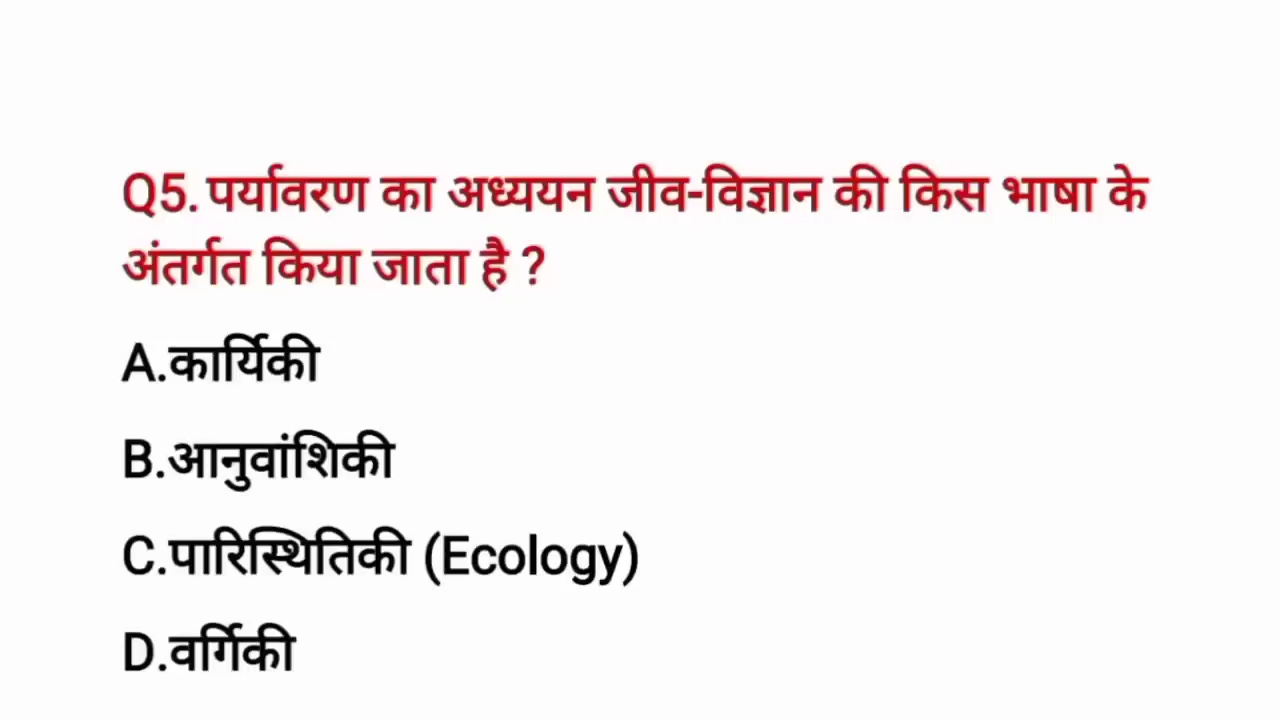 Q5. पर्यावरण का अध्ययन जीव-विज्ञान की किस भाषा के
अंतर्गत किया जाता है ?
A.कार्यिकी
B.आनुवांशिकी
C.पारिस्थितिकी (Ecology)
D.वर्गिकी